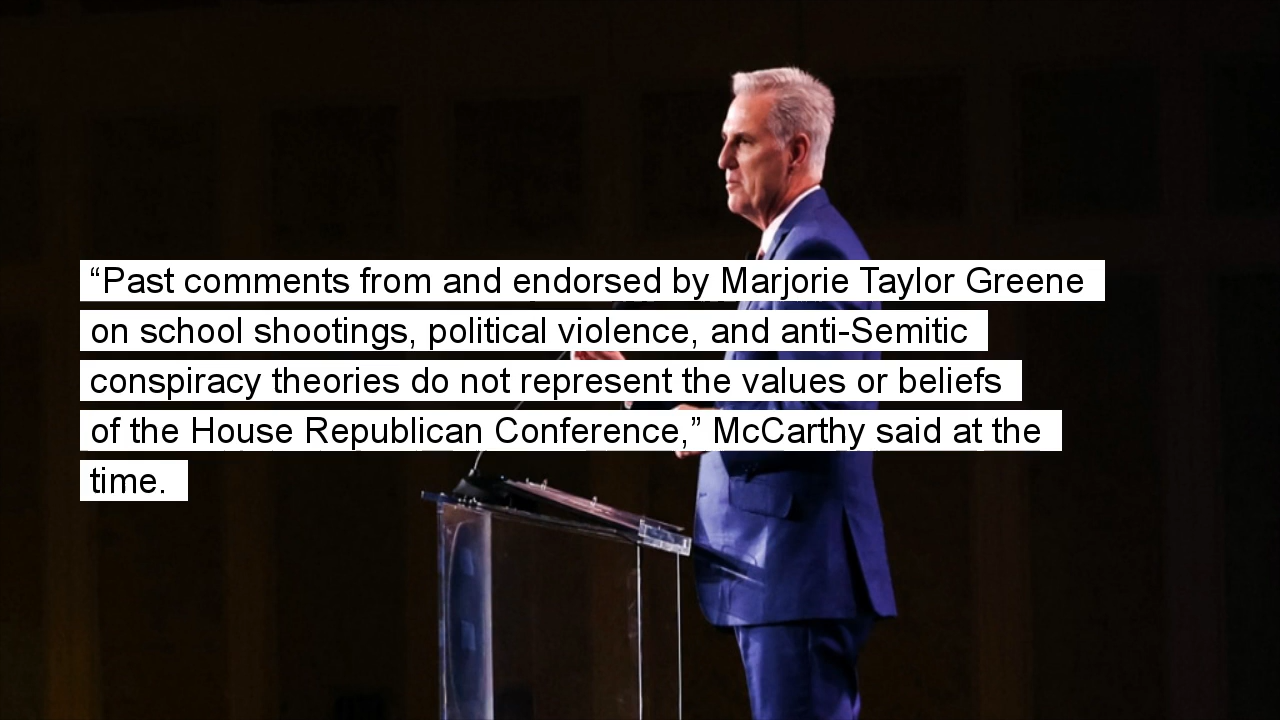 “Past comments from and endorsed by Marjorie Taylor Greene
on school shootings, political violence, and anti-Semitic
conspiracy theories do not represent the values or beliefs
of the House Republican Conference,” McCarthy said at the
time.